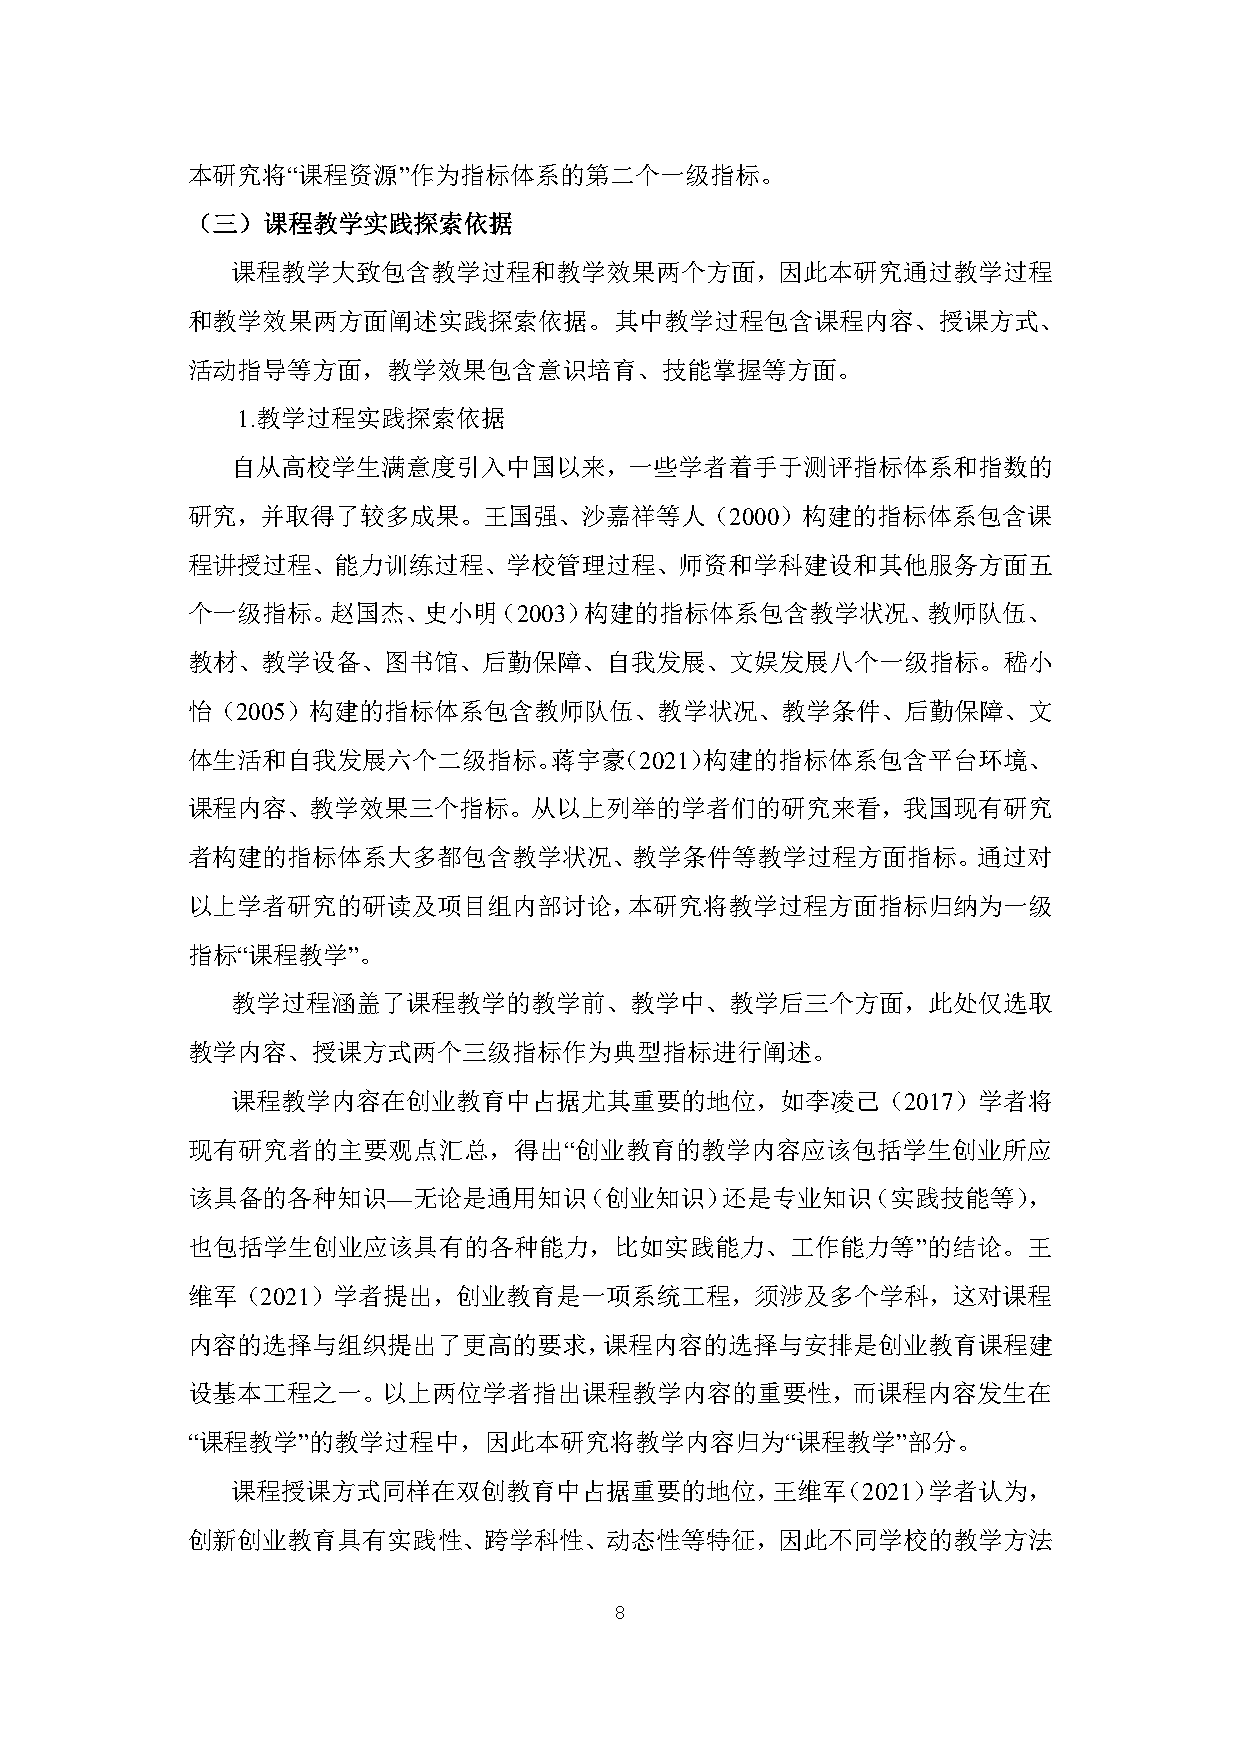 本研究将“课程资源”作为指标体系的第二个一级指标。
（三）课程教学实践探索依据
课程教学大致包含教学过程和教学效果两个方面，因此本研究通过教学过程
和教学效果两方面阐述实践探索依据。其中教学过程包含课程内容、授课方式、
活动指导等方面，教学效果包含意识培育、技能掌握等方面。
1.教学过程实践探索依据
自从高校学生满意度引入中国以来，一些学者着手于测评指标体系和指数的
研究，并取得了较多成果。王国强、沙嘉祥等人（2000）构建的指标体系包含课
程讲授过程、能力训练过程、学校管理过程、师资和学科建设和其他服务方面五
个一级指标。赵国杰、史小明（2003）构建的指标体系包含教学状况、教师队伍、
教材、教学设备、图书馆、后勤保障、自我发展、文娱发展八个一级指标。嵇小
怡（2005）构建的指标体系包含教师队伍、教学状况、教学条件、后勤保障、文
体生活和自我发展六个二级指标。蒋宇豪（2021）构建的指标体系包含平台环境、
课程内容、教学效果三个指标。从以上列举的学者们的研究来看，我国现有研究
者构建的指标体系大多都包含教学状况、教学条件等教学过程方面指标。通过对
以上学者研究的研读及项目组内部讨论，本研究将教学过程方面指标归纳为一级
指标“课程教学”。
教学过程涵盖了课程教学的教学前、教学中、教学后三个方面，此处仅选取
教学内容、授课方式两个三级指标作为典型指标进行阐述。
课程教学内容在创业教育中占据尤其重要的地位，如李凌己（2017）学者将
现有研究者的主要观点汇总，得出“创业教育的教学内容应该包括学生创业所应
该具备的各种知识—无论是通用知识（创业知识）还是专业知识（实践技能等），
也包括学生创业应该具有的各种能力，比如实践能力、工作能力等”的结论。王
维军（2021）学者提出，创业教育是一项系统工程，须涉及多个学科，这对课程
内容的选择与组织提出了更高的要求，课程内容的选择与安排是创业教育课程建
设基本工程之一。以上两位学者指出课程教学内容的重要性，而课程内容发生在
“课程教学”的教学过程中，因此本研究将教学内容归为“课程教学”部分。
课程授课方式同样在双创教育中占据重要的地位，王维军（2021）学者认为，
创新创业教育具有实践性、跨学科性、动态性等特征，因此不同学校的教学方法
8